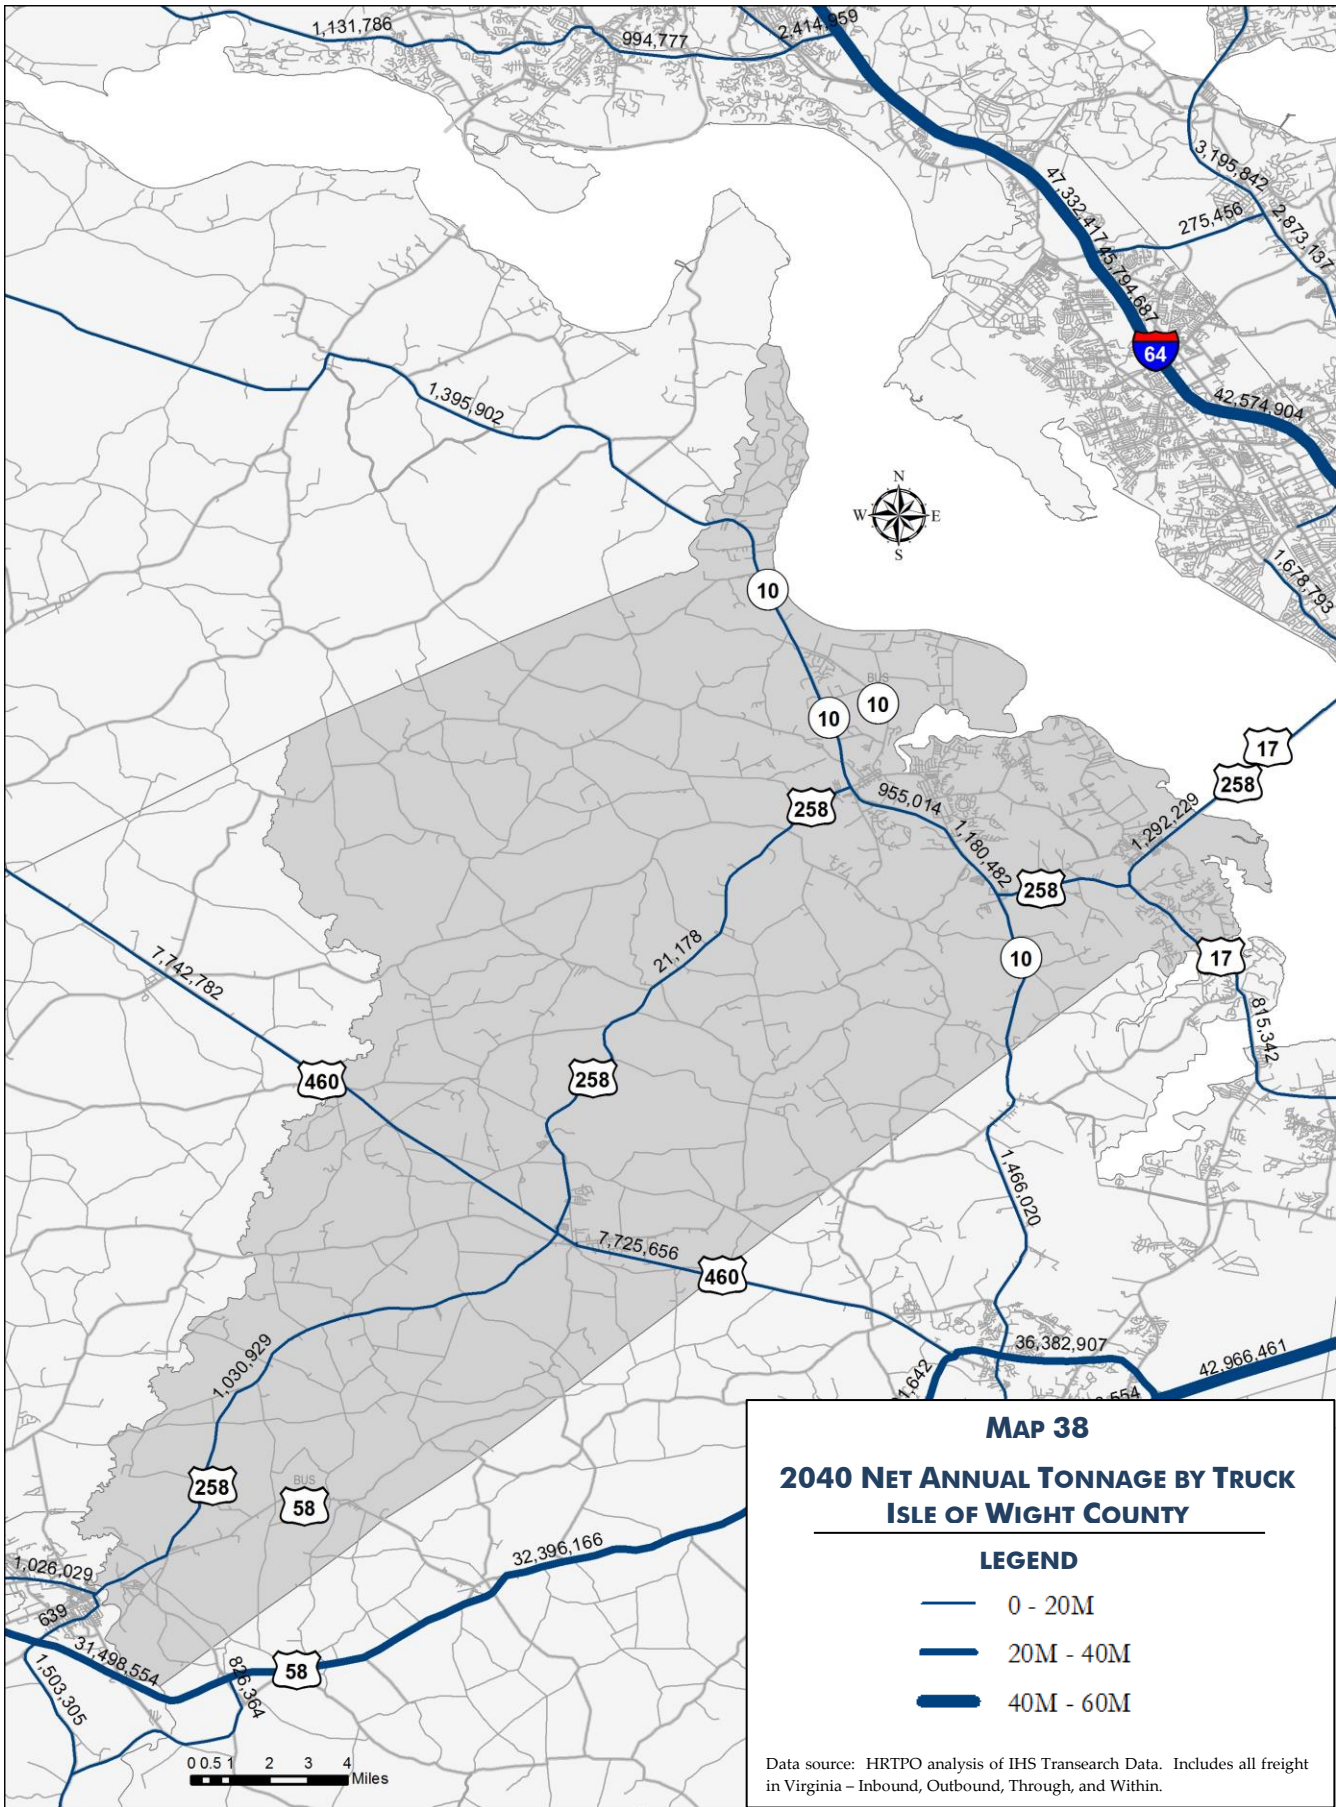 1,131,786
994,777
2,414,959
3,195,842
47,332,417
275,456
2,873,137
45,794,687
64
1,395,902
42,574,904
N
W E
S
1,678,793
10
BUS
10
10
17
258
258
955,014
1,292,229
1,180,482
258
7,742,782
21,178
10
17
815,342
460
258
1,466,020
7,725,656
460
1,030,929
36,382,907
42,966,461
1,642
,554
258
BUS
58
32,396,166
1,026,029
639
31,498,554
1,503,305
826,364
58
0 0.5 1 2 3 4
Miles
MAP 38
2040 NET ANNUAL TONNAGE BY TRUCK
ISLE OF WIGHT COUNTY
LEGEND
0 - 20M
20M - 40M
40M - 60M
Data source: HRTPO analysis of IHS Transearch Data. Includes all freight
in Virginia – Inbound, Outbound, Through, and Within.